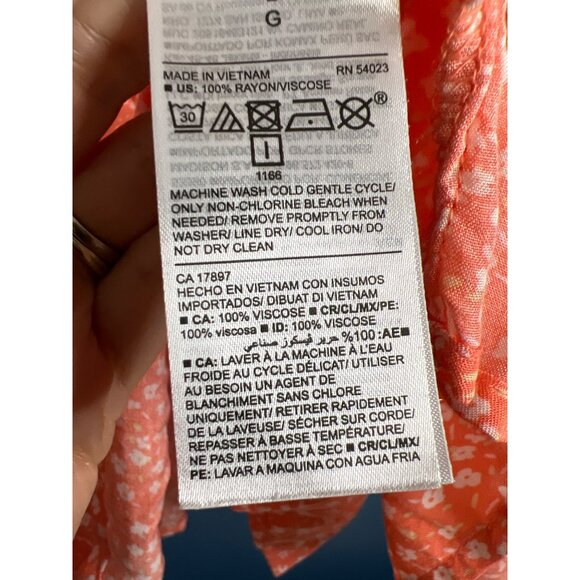 G
MADE IN VIETNAM RN 54023
■ US: 100% RAYON/VISCOSE
30
®
I
1166
MACHINE WASH COLD GENTLE CYCLE/
ONLY NON-CHLORINE BLEACH WHEN
NEEDED/ REMOVE PROMPTLY FROM
WASHER/ LINE DRY/ COOL IRON/ DO
NOT DRY CLEAN
CA 17897
HECHO EN VIETNAM CON INSUMOS
IMPORTADOS/ DIBUAT DI VIETNAM
■ CA: 100% VISCOSE ■ CR/CL/MX/PE:
100% viscosa ■ ID: 100% VISCOSE
■ AE: 100% حرير فيسكوز صناعي
■ CA: LAVER À LA MACHINE À L'EAU
FROIDE AU CYCLE DÉLICAT/ UTILISER
AU BESOIN UN AGENT DE
BLANCHIMENT SANS CHLORE
UNIQUEMENT/ RETIRER RAPIDEMENT
DE LA LAVEUSE/ SÉCHER SUR CORDE/
REPASSER À BASSE TEMPÉRATURE/
NE PAS NETTOYER À SEC ■ CR/CL/MX/
PE: LAVAR A MAQUINA CON AGUA FRIA